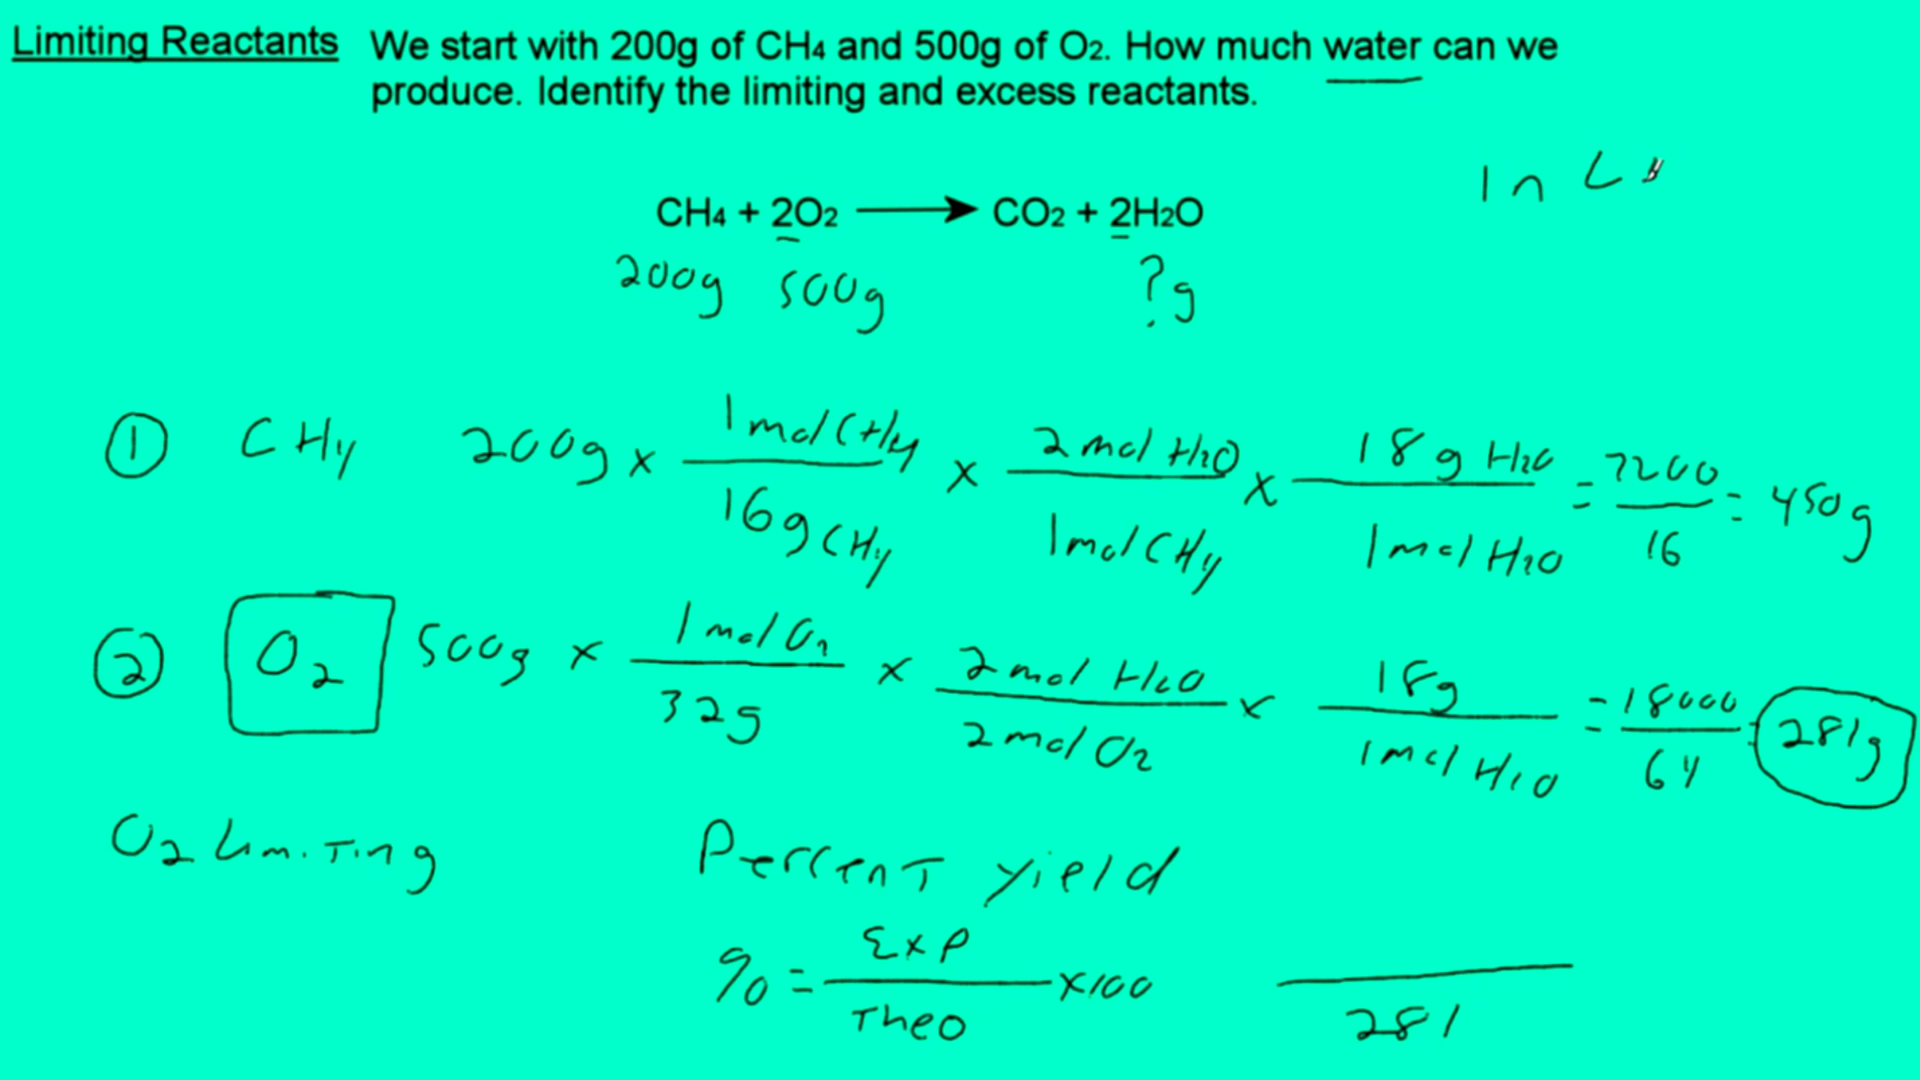 Limiting Reactants We start with 200g of CH4 and 500g of O2. How much water can we
produce. Identify the limiting and excess reactants.
In L
CH4 + 2O2 → CO2 + 2H2O
200g 500g ?g
① CH4 200g x 1 mol CH4 / 16g CH4 x 2 mol H2O / 1 mol CH4 x 18g H2O / 1 mol H2O = 7200 / 16 = 450g
② O2 500g x 1 mol O2 / 32g x 2 mol H2O / 2 mol O2 x 18g / 1 mol H2O = 18000 / 64 = 281g
O2 Limiting
Percent yield
% = Exp / Theo x100
281